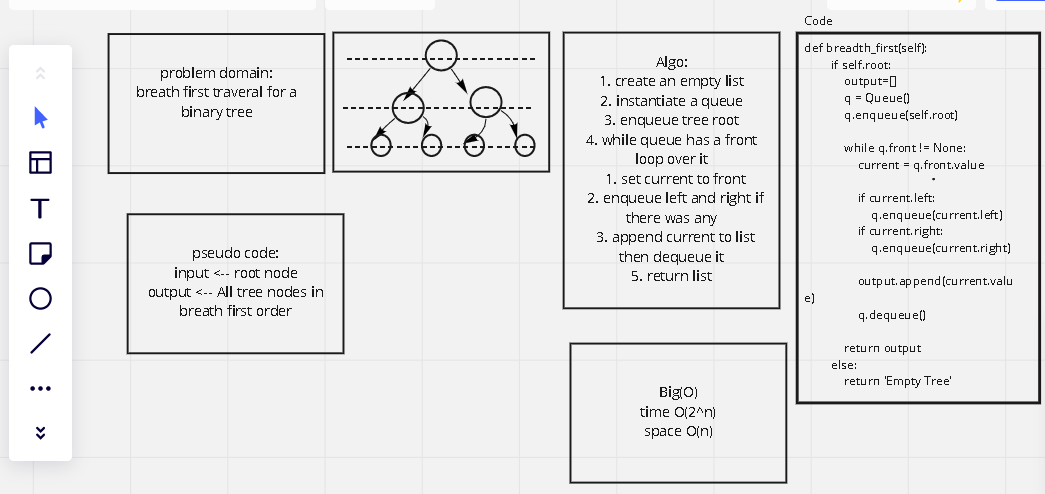 problem domain:
breath first traveral for a
binary tree
pseudo code:
input <-- root node
output <-- All tree nodes in
breath first order
Algo:
1. create an empty list
2. instantiate a queue
3. enqueue tree root
4. while queue has a front
loop over it
1. set current to front
2. enqueue left and right if
there was any
3. append current to list
then dequeue it
5. return list
Big(O)
time O(2^n)
space O(n)
Code
def breadth_first(self):
if self.root:
output=[]
q = Queue()
q.enqueue(self.root)
while q.front != None:
current = q.front.value
if current.left:
q.enqueue(current.left)
if current.right:
q.enqueue(current.right)
output.append(current.valu
e)
q.dequeue()
return output
else:
return 'Empty Tree'
T